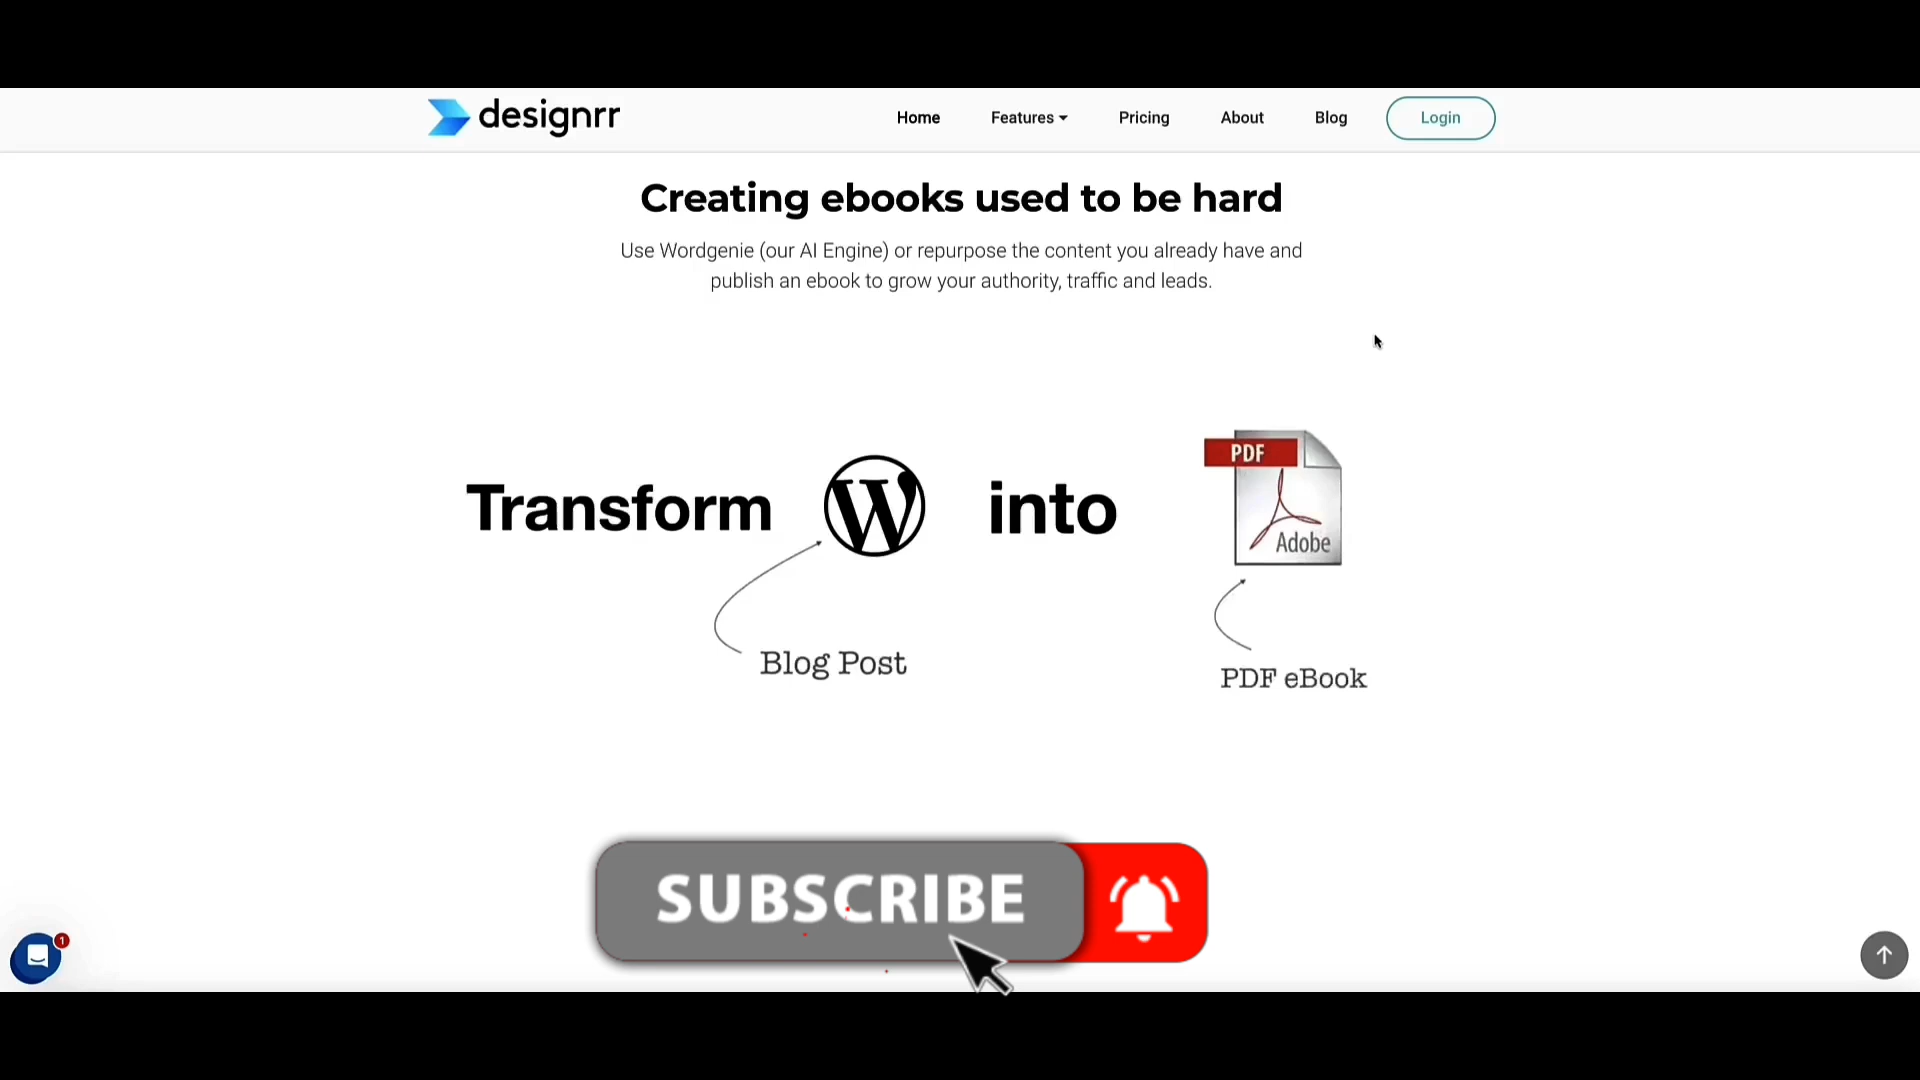 designrr
Home
Features
Pricing
About
Blog
Login
Creating ebooks used to be hard
Use Wordgenie (our AI Engine) or repurpose the content you already have and
publish an ebook to grow your authority, traffic and leads.
Transform
W
into
PDF
Adobe
Blog Post
PDF eBook
SUBSCRIBE
1